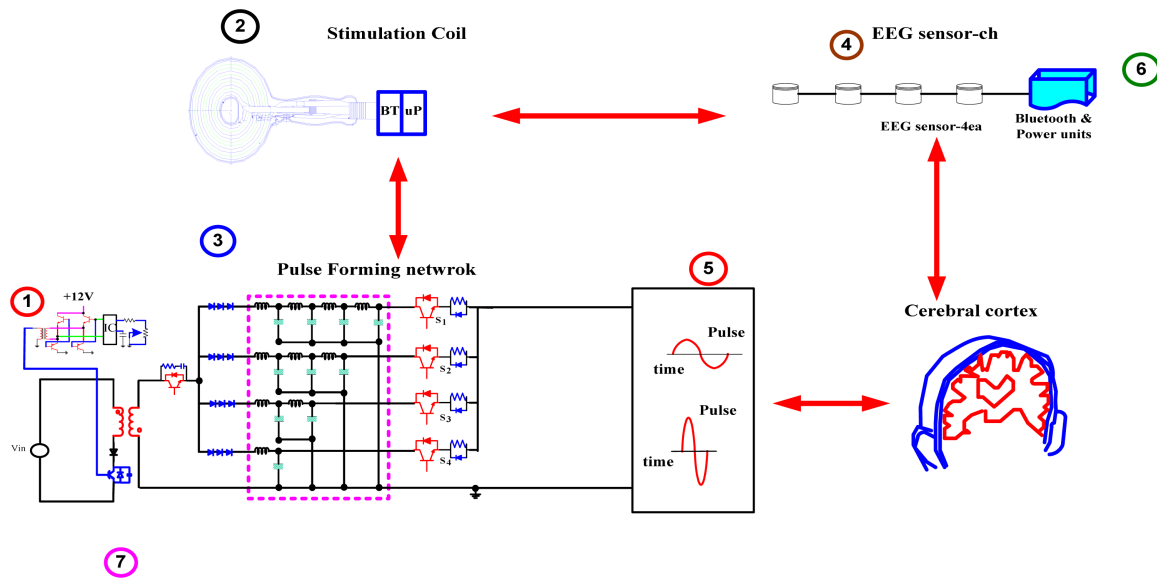 2
Stimulation Coil
EEG sensor-ch
4
6
BT
uP
EEG sensor-4ea
Bluetooth &
Power units
3
Pulse Forming netwrok
5
1
+12V
IC
S1
Pulse
time
Cerebral cortex
S2
S3
Pulse
Vin
S4
time
7